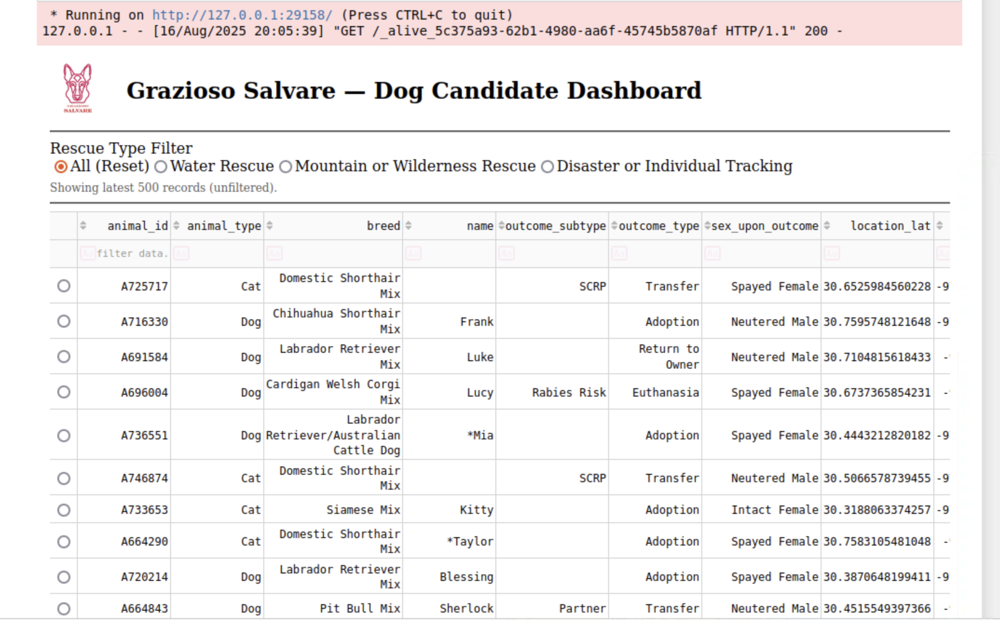 * Running on http://127.0.0.1:29158/ (Press CTRL+C to quit)
127.0.0.1 - - [16/Aug/2025 20:05:39] "GET /_alive_5c375a93-62b1-4980-aa6f-45745b5870af HTTP/1.1" 200 -
GRAZIOSO
SALVARE
Grazioso Salvare — Dog Candidate Dashboard
Rescue Type Filter
All (Reset) Water Rescue Mountain or Wilderness Rescue Disaster or Individual Tracking
Showing latest 500 records (unfiltered).
animal_id animal_type breed name outcome_subtype outcome_type sex_upon_outcome location_lat
Aa filter data. Aa Aa Aa Aa Aa Aa Aa Aa
A725717 Cat Domestic Shorthair Mix SCRP Transfer Spayed Female 30.6525984560228 -9
A716330 Dog Chihuahua Shorthair Mix Frank Adoption Neutered Male 30.7595748121648 -9
A691584 Dog Labrador Retriever Mix Luke Return to Owner Neutered Male 30.7104815618433 -
A696004 Dog Cardigan Welsh Corgi Mix Lucy Rabies Risk Euthanasia Spayed Female 30.6737365854231 -
A736551 Dog Labrador Retriever/Australian Cattle Dog *Mia Adoption Spayed Female 30.4443212820182 -9
A746874 Cat Domestic Shorthair Mix SCRP Transfer Neutered Male 30.5066578739455 -9
A733653 Cat Siamese Mix Kitty Adoption Intact Female 30.3188063374257 -9
A664290 Cat Domestic Shorthair Mix *Taylor Adoption Spayed Female 30.7583105481048 -
A720214 Dog Labrador Retriever Mix Blessing Adoption Spayed Female 30.3870648199411 -9
A664843 Dog Pit Bull Mix Sherlock Partner Transfer Neutered Male 30.4515549397366 -